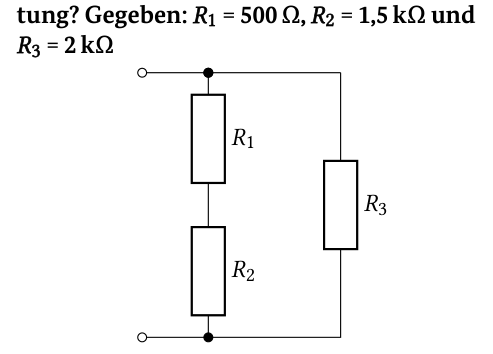 tung? Gegeben: R₁ = 500 Ω, R₂ = 1,5 kΩ und
R₃ = 2 kΩ
R₁
R₃
R₂